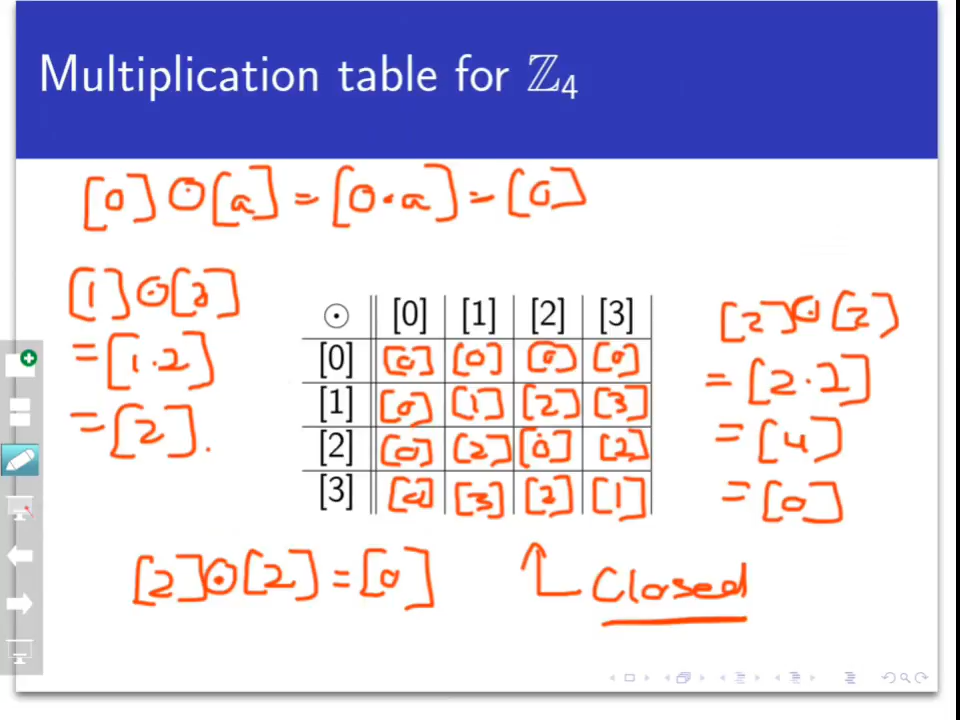 Multiplication table for ℤ₄
[0] ⊙ [a] = [0·a] = [0]
[1] ⊙ [2]
= [1·2]
= [2].
⊙ [0] [1] [2] [3]
[0] [0] [0] [0] [0]
[1] [0] [1] [2] [3]
[2] [0] [2] [0] [2]
[3] [0] [3] [2] [1]
[2] ⊙ [2]
= [2·2]
= [4]
= [0]
[2] ⊙ [2] = [0]
Closed